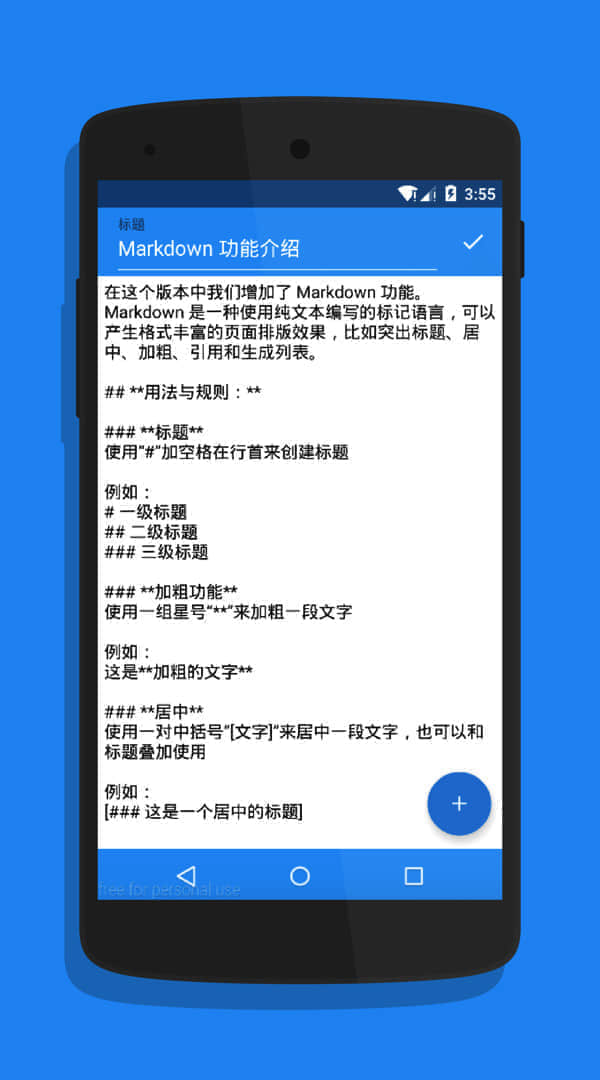 3:55
标题
Markdown 功能介绍
在这个版本中我们增加了 Markdown 功能。
Markdown 是一种使用纯文本编写的标记语言，可以
产生格式丰富的页面排版效果，比如突出标题、居
中、加粗、引用和生成列表。
## **用法与规则：**
### **标题**
使用"#"加空格在行首来创建标题
例如：
# 一级标题
## 二级标题
### 三级标题
### **加粗功能**
使用一组星号"**"来加粗一段文字
例如：
这是**加粗的文字**
### **居中**
使用一对中括号"[文字]"来居中一段文字，也可以和
标题叠加使用
例如：
[### 这是一个居中的标题]
free for personal use